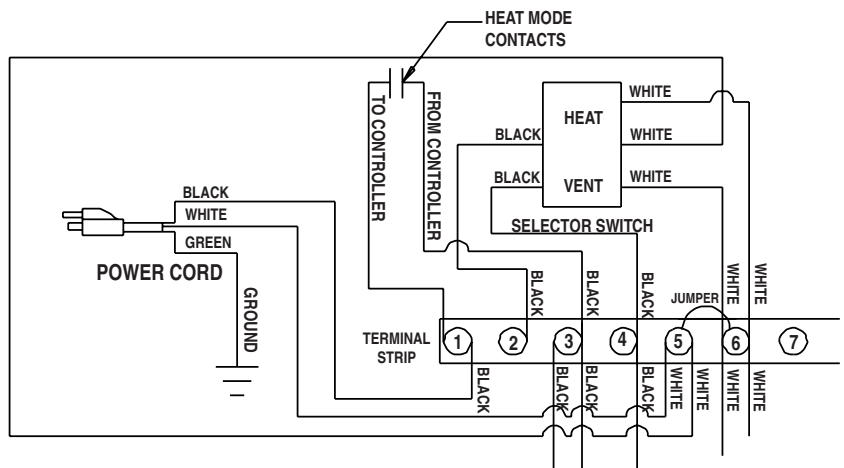 HEAT MODE
CONTACTS
TO CONTROLLER
FROM CONTROLLER
WHITE
HEAT
BLACK
WHITE
BLACK
VENT
WHITE
SELECTOR SWITCH
BLACK
WHITE
GREEN
POWER CORD
GROUND
BLACK
BLACK
BLACK
WHITE
WHITE
JUMPER
TERMINAL
STRIP
1
2
3
4
5
6
7
BLACK
BLACK
BLACK
BLACK
WHITE
WHITE
WHITE
WHITE